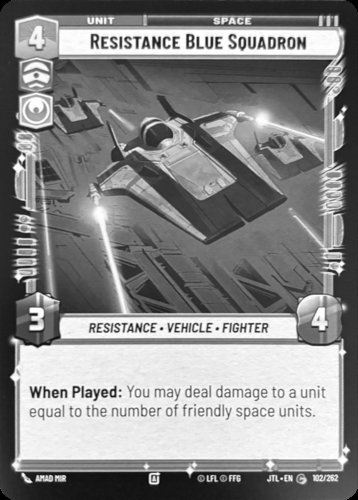 UNIT SPACE
4 RESISTANCE BLUE SQUADRON
3 4
RESISTANCE • VEHICLE • FIGHTER
When Played: You may deal damage to a unit
equal to the number of friendly space units.
AMAD MIR © LFL © FFG JTL • EN 102/262